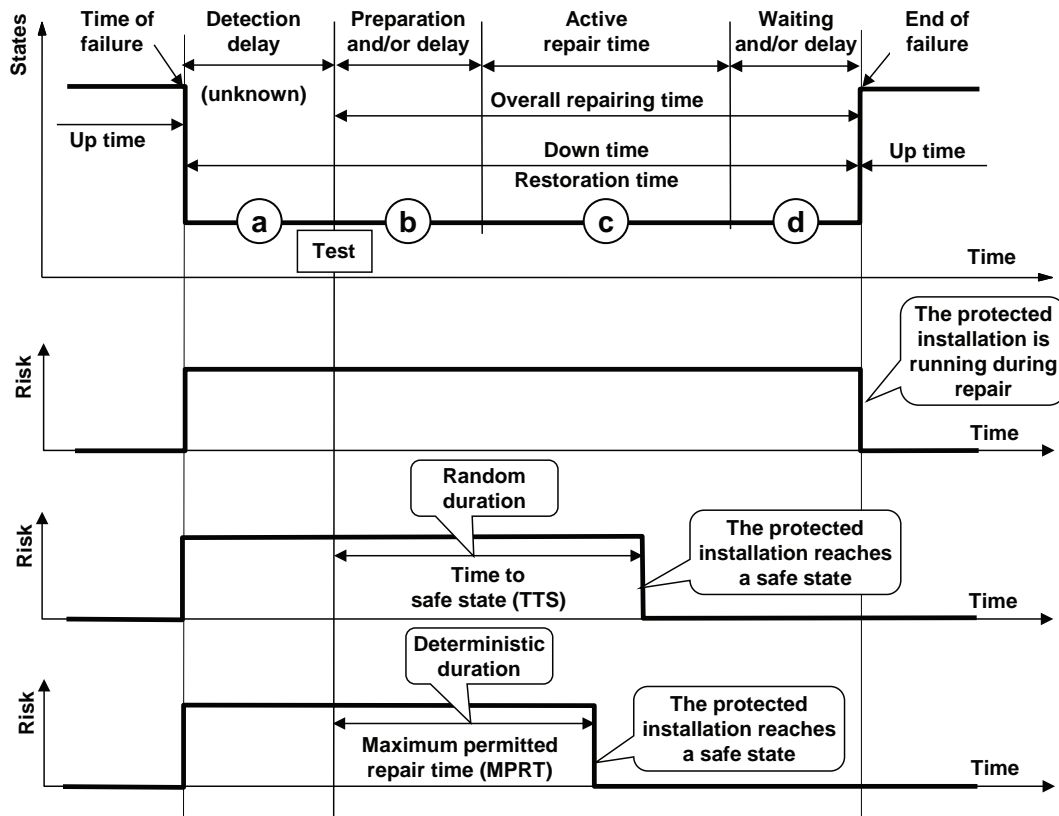 States
Time of
failure
Detection
delay
(unknown)
Preparation
and/or delay
Active
repair time
Waiting
and/or delay
End of
failure
Overall repairing time
Up time
Down time
Restoration time
Up time
a
b
c
d
Test
Time
Risk
The protected
installation is
running during
repair
Time
Risk
Random
duration
Time to
safe state (TTS)
The protected
installation reaches
a safe state
Time
Risk
Deterministic
duration
Maximum permitted
repair time (MPRT)
The protected
installation reaches
a safe state
Time